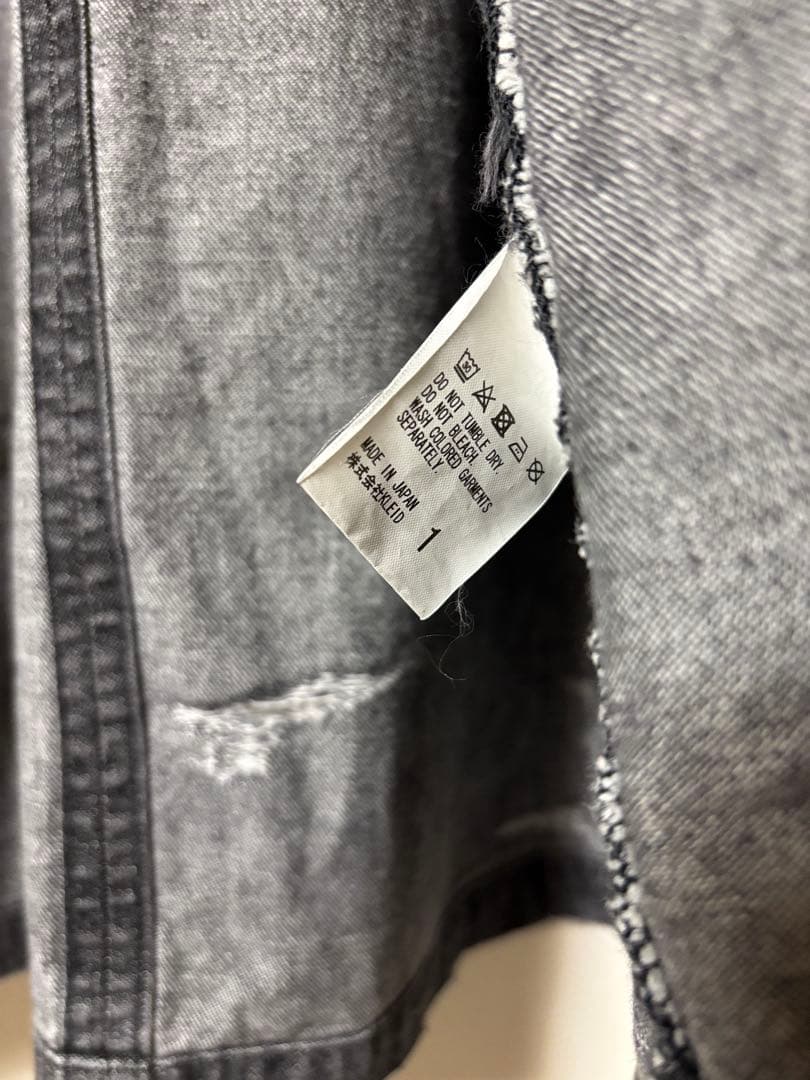 30
DO NOT TUMBLE DRY.
DO NOT BLEACH.
WASH COLORED GARMENTS
SEPARATELY.
MADE IN JAPAN
株式会社KLEID
1